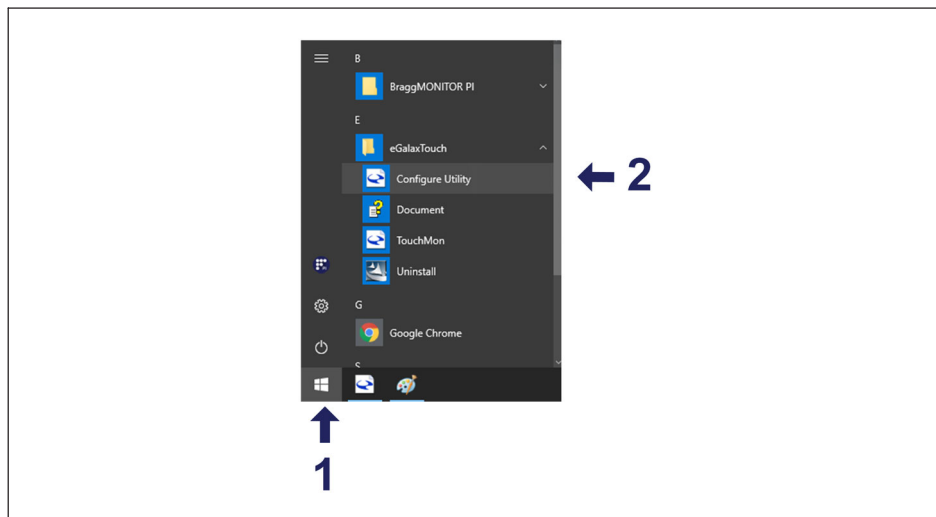 B
BraggMONITOR PI
E
eGalaxTouch
Configure Utility
2
Document
TouchMon
Uninstall
G
Google Chrome
S
1